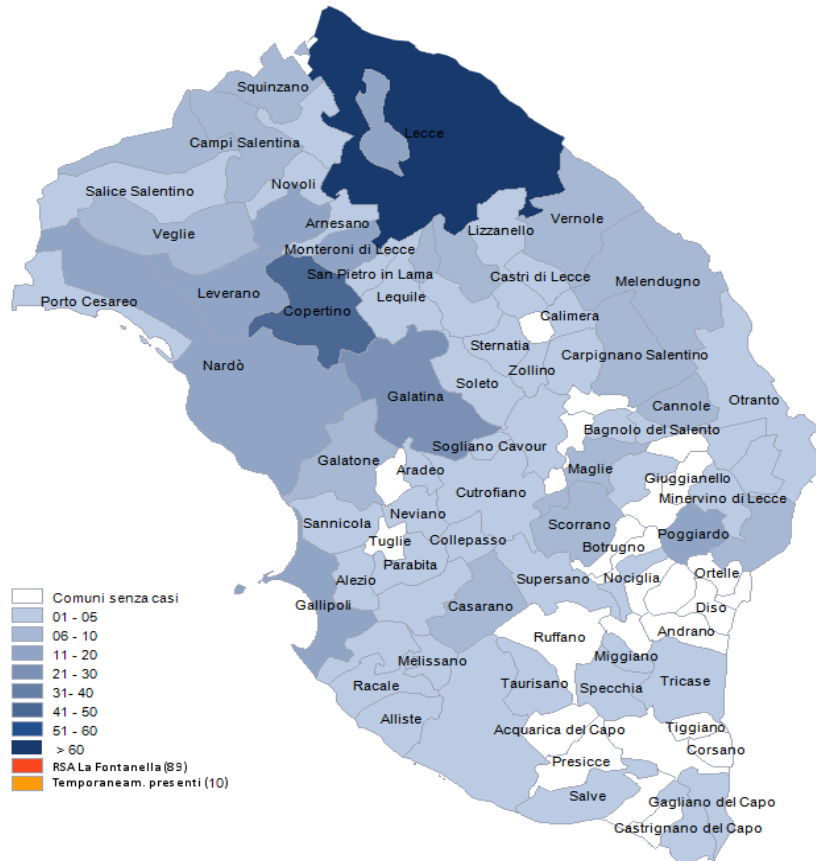 Squinzano
Lecce
Campi Salentina
Novoli
Salice Salentino
Arnesano
Vernole
Veglie
Lizzanello
Monteroni di Lecce
San Pietro in Lama
Castri di Lecce
Melendugno
Porto Cesareo
Leverano
Lequile
Copertino
Calimera
Sternatia
Carpignano Salentino
Nardò
Zollino
Soleto
Galatina
Otranto
Cannole
Bagnolo del Salento
Sogliano Cavour
Galatone
Aradeo
Maglie
Giuggianello
Cutrofiano
Minervino di Lecce
Neviano
Sannicola
Scorrano
Tuglie
Collepasso
Poggiardo
Botrugno
Parabita
Ortelle
Alezio
Supersano
Nociglia
Gallipoli
Casarano
Diso
Andrano
Ruffano
Melissano
Miggiano
Taurisano
Tricase
Racale
Specchia
Alliste
Acquarica del Capo
Tiggiano
Corsano
Presicce
Salve
Gagliano del Capo
Castrignano del Capo
Comuni senza casi
01 - 05
06 - 10
11 - 20
21 - 30
31- 40
41 - 50
51 - 60
> 60
RSA La Fontanella (89)
Temporaneam. presenti (10)